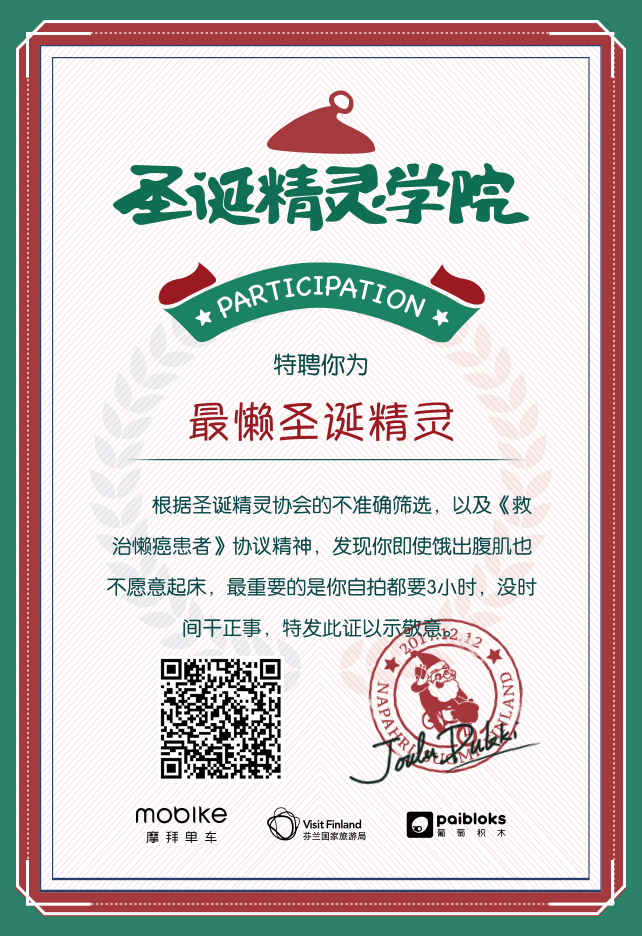 圣诞精灵学院
PARTICIPATION
特聘你为
最懒圣诞精灵
根据圣诞精灵协会的不准确筛选，以及《救
治懒癌患者》协议精神，发现你即使饿出腹肌也
不愿意起床，最重要的是你自拍都要3小时，没时
间干正事，特发此证以示敬意。
2017.12.12
NAPAHRI SUOMI FINLAND
Joulu Pukki
mobike
摩拜单车
Visit Finland
芬兰国家旅游局
paibloks
葡萄积木